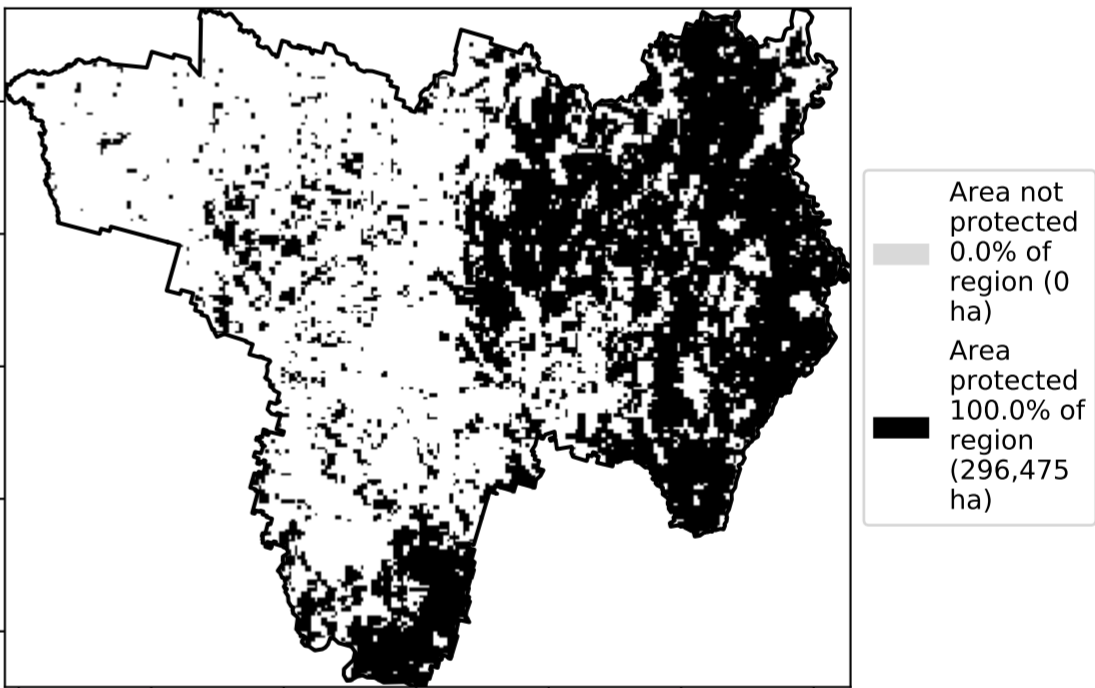 Area not
protected
0.0% of
region (0
ha)
Area
protected
100.0% of
region
(296,475
ha)